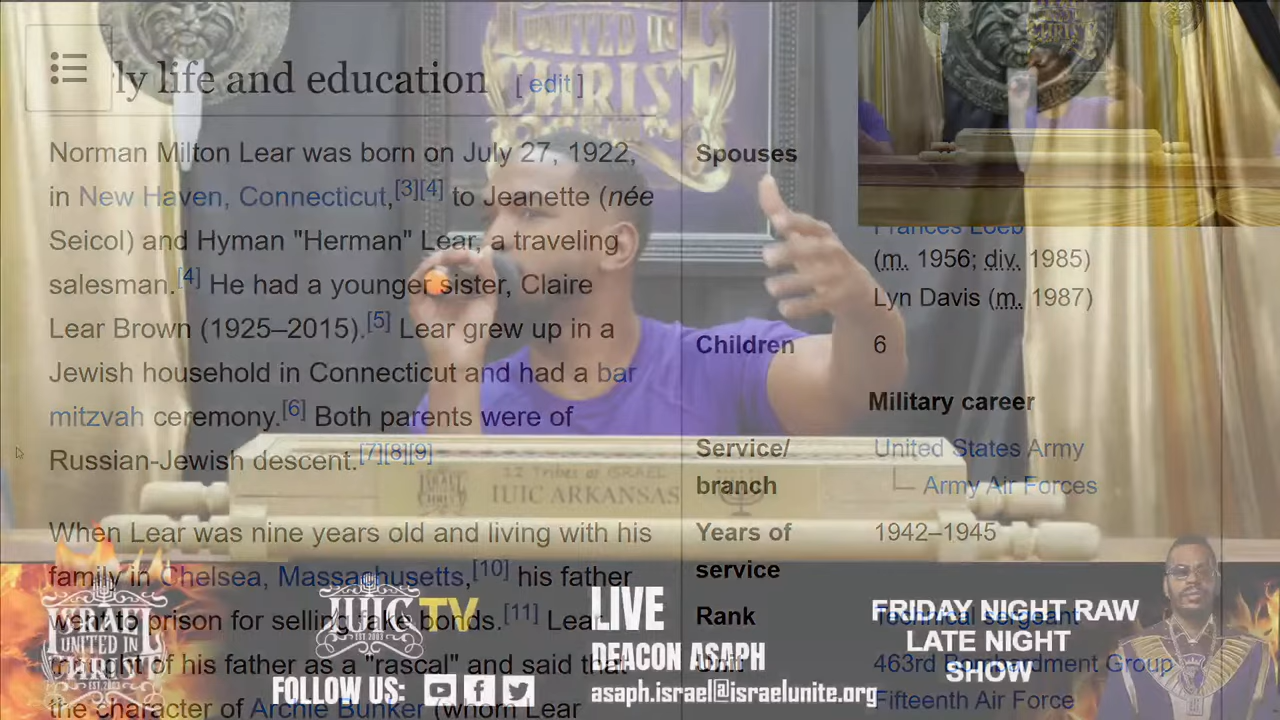 ly life and education [ edit ]
Norman Milton Lear was born on July 27, 1922,
in New Haven, Connecticut,[3][4] to Jeanette (née
Seicol) and Hyman "Herman" Lear, a traveling
salesman.[4] He had a younger sister, Claire
Lear Brown (1925–2015).[5] Lear grew up in a
Jewish household in Connecticut and had a bar
mitzvah ceremony.[6] Both parents were of
Russian-Jewish descent.[7][8][9]
When Lear was nine years old and living with his
family in Chelsea, Massachusetts,[10] his father
went to prison for selling fake bonds.[11] Lear
thought of his father as a "rascal" and said that
the character of Archie Bunker (whom Lear
Spouses
Frances Loeb
(m. 1956; div. 1985)
Lyn Davis (m. 1987)
Children 6
Military career
Service/
branch
United States Army
Army Air Forces
Years of
service
1942–1945
Rank
Technical sergeant
463rd Bombardment Group
Fifteenth Air Force
UNITED IN
CHRIST
12 Tribes of ISRAEL
IUIC ARKANSAS
ISRAEL
UNITED IN
CHRIST
EST. 2003
IUIC TV
EST. 2003
FOLLOW US:
LIVE
DEACON ASAPH
asaph.israel@israelunite.org
FRIDAY NIGHT RAW
LATE NIGHT
SHOW